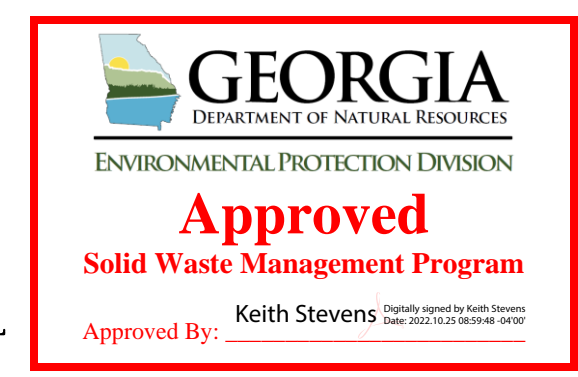 GEORGIA
DEPARTMENT OF NATURAL RESOURCES
ENVIRONMENTAL PROTECTION DIVISION
Approved
Solid Waste Management Program
Keith Stevens
Digitally signed by Keith Stevens
Date: 2022.10.25 08:59:48 -04'00'
Approved By: